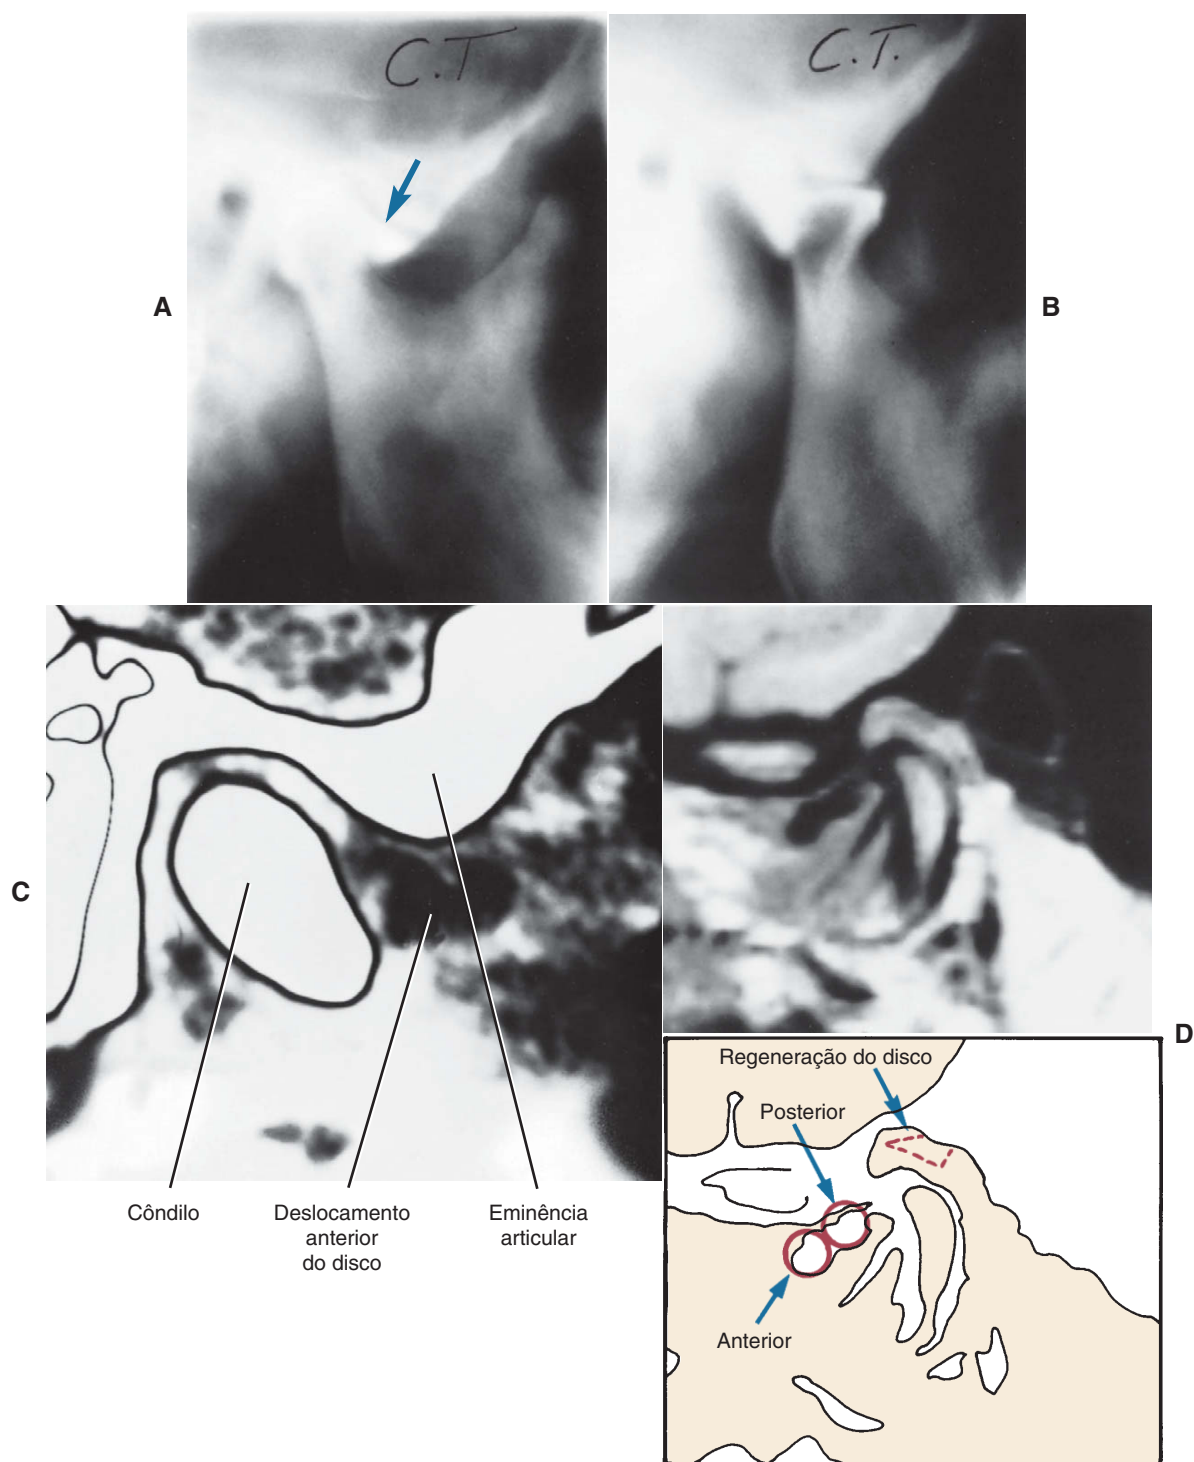 C.T
C.T.
A
B
C
Côndilo
Deslocamento
anterior
do disco
Eminência
articular
D
Regeneração do disco
Posterior
Anterior